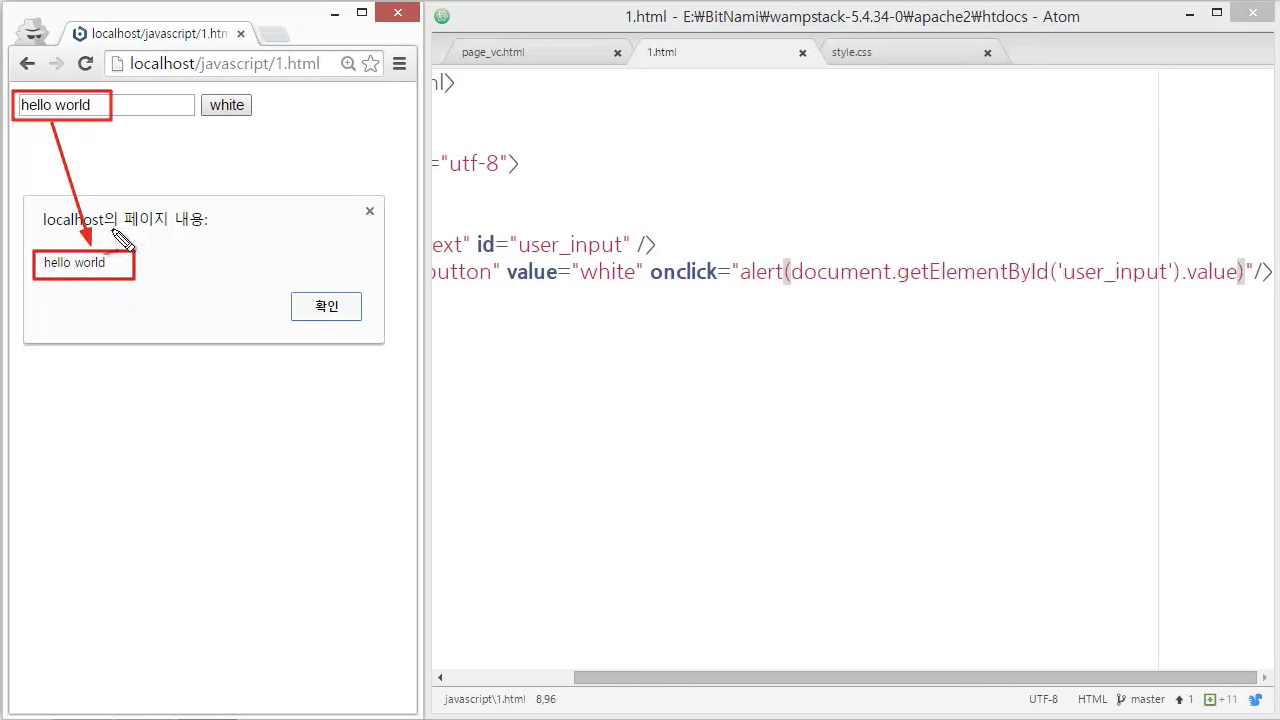 localhost/javascript/1.htn
localhost/javascript/1.html
hello world
white
localhost의 페이지 내용:
hello world
확인
1.html - E:₩BitNami₩wampstack-5.4.34-0₩apache2₩htdocs - Atom
page_vc.html
1.html
style.css
nl>
="utf-8">
ext" id="user_input" />
button" value="white" onclick="alert(document.getElementById('user_input').value)"/>
javascript\1.html 8,96
UTF-8 HTML master 1 +11